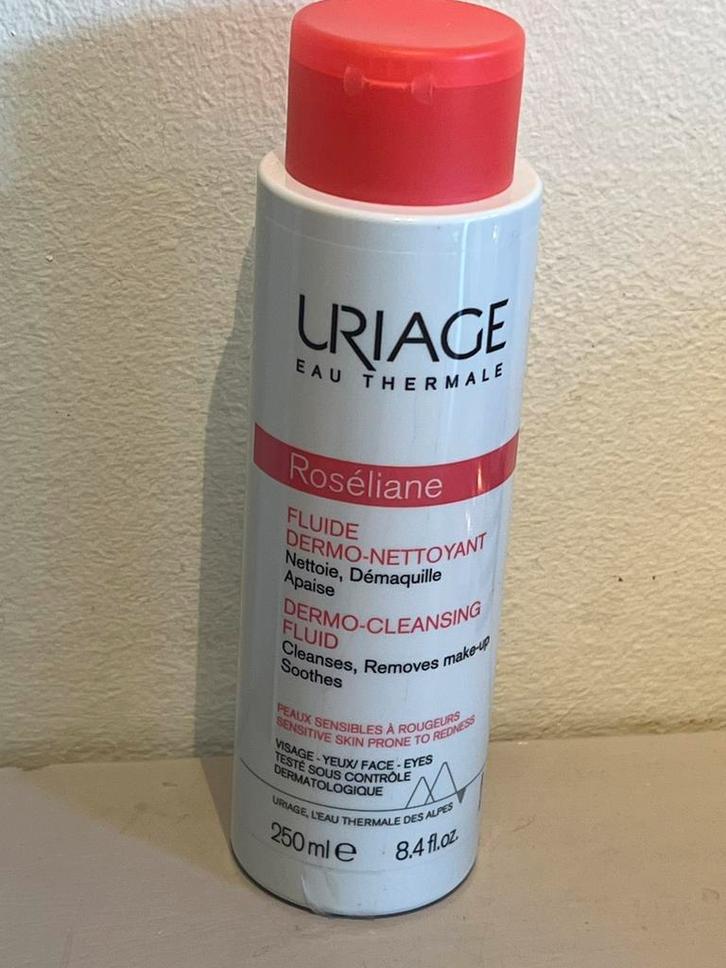 URIAGE
EAU THERMALE
Roséliane
FLUIDE
DERMO-NETTOYANT
Nettoie, Démaquille
Apaise
DERMO-CLEANSING
FLUID
Cleanses, Removes make-up
Soothes
PEAUX SENSIBLES À ROUGEURS
SENSITIVE SKIN PRONE TO REDNESS
VISAGE - YEUX/ FACE - EYES
TESTÉ SOUS CONTRÔLE
DERMATOLOGIQUE
URIAGE, L'EAU THERMALE DES ALPES
250 ml e 8.4 fl.oz.